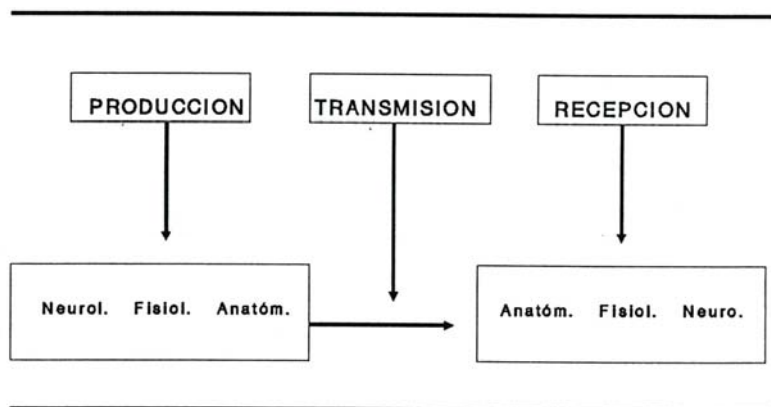 PRODUCCION TRANSMISION RECEPCION
Neurol. Fisiol. Anatóm. Anatóm. Fisiol. Neuro.